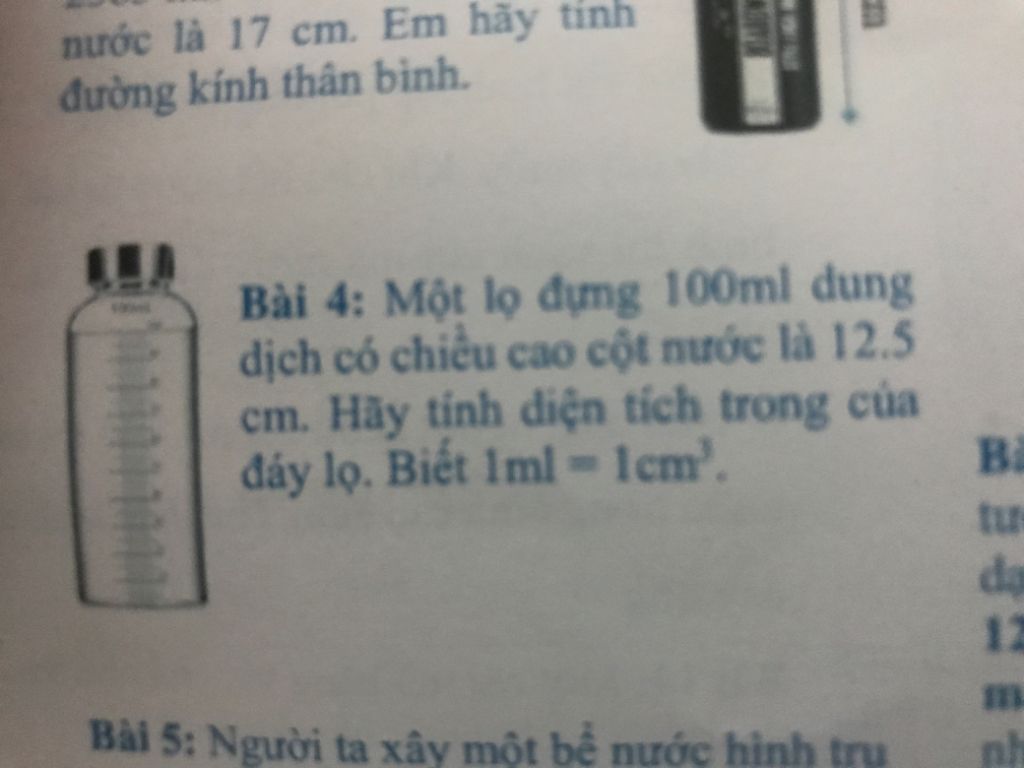 nước là 17 cm. Em hãy tính
đường kính thân bình.
Bài 4: Một lọ đựng 100ml dung
dịch có chiều cao cột nước là 12.5
cm. Hãy tính diện tích trong của
đáy lọ. Biết 1ml = 1cm³.
Bài 5: Người ta xây một bể nước hình trụ
12